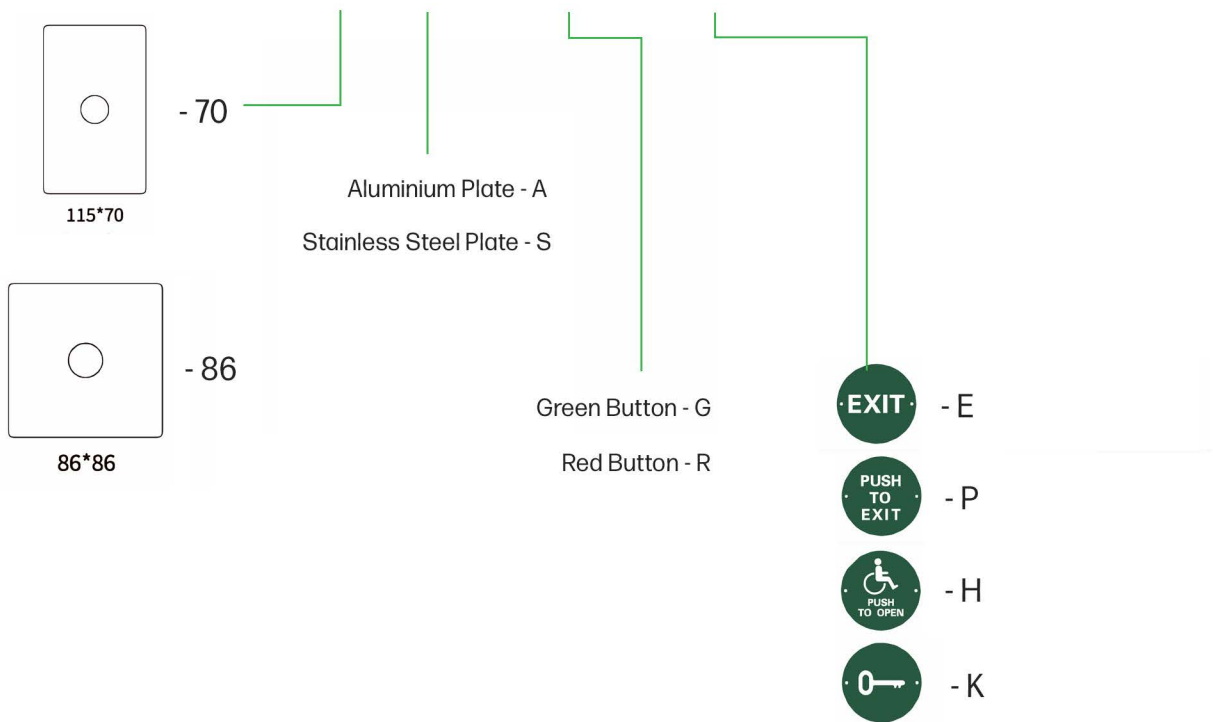 - 70
115*70
Aluminium Plate - A
Stainless Steel Plate - S
- 86
86*86
Green Button - G
Red Button - R
EXIT
- E
PUSH
TO
EXIT
- P
PUSH
TO OPEN
- H
- K